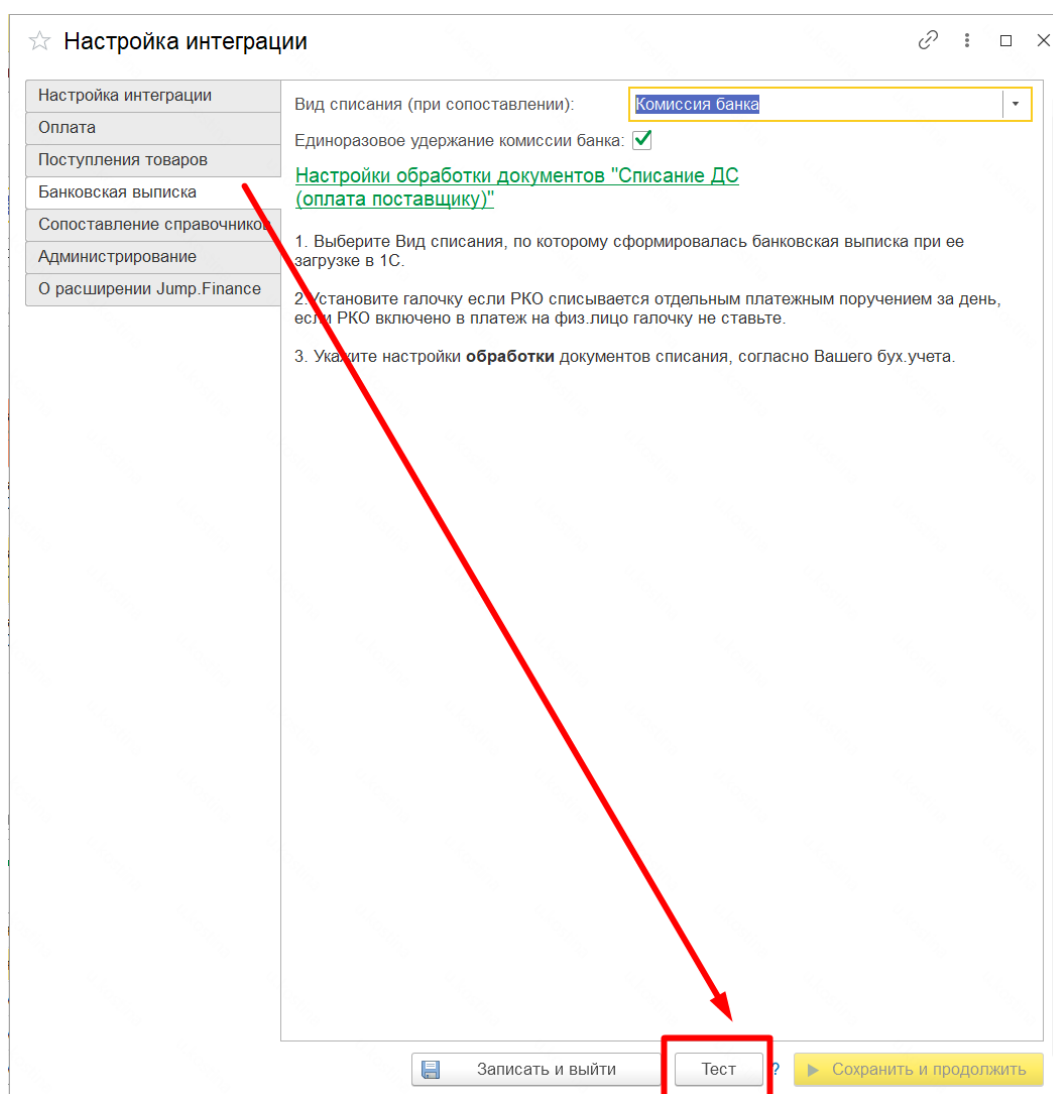 Настройка интеграции
Настройка интеграции
Оплата
Поступления товаров
Банковская выписка
Сопоставление справочников
Администрирование
О расширении Jump.Finance
Вид списания (при сопоставлении): Комиссия банка
Единоразовое удержание комиссии банка:
Настройки обработки документов "Списание ДС
(оплата поставщику)"
1. Выберите Вид списания, по которому сформировалась банковская выписка при ее
загрузке в 1С.
2. Установите галочку если РКО списывается отдельным платежным поручением за день,
если РКО включено в платеж на физ.лицо галочку не ставьте.
3. Укажите настройки обработки документов списания, согласно Вашего бух.учета.
Записать и выйти Тест ? Сохранить и продолжить